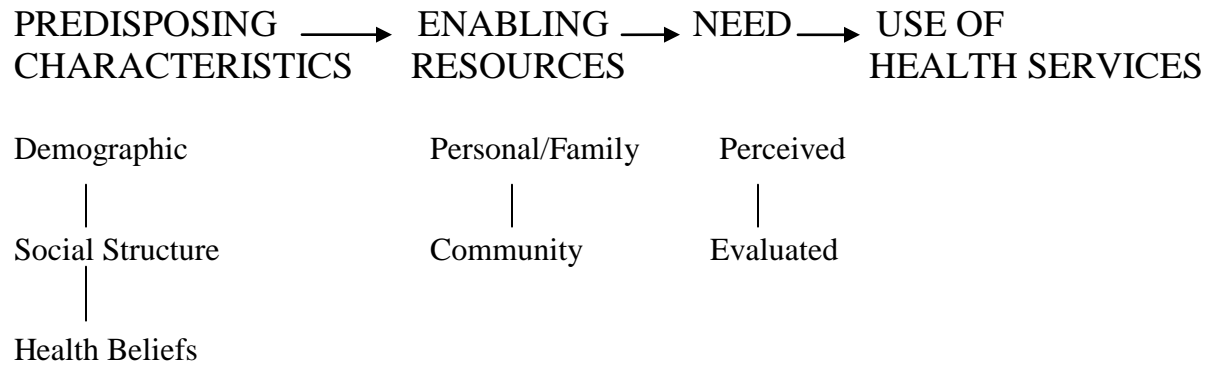 PREDISPOSING CHARACTERISTICS
ENABLING RESOURCES
NEED
USE OF HEALTH SERVICES
Demographic
Personal/Family
Perceived
Social Structure
Community
Evaluated
Health Beliefs